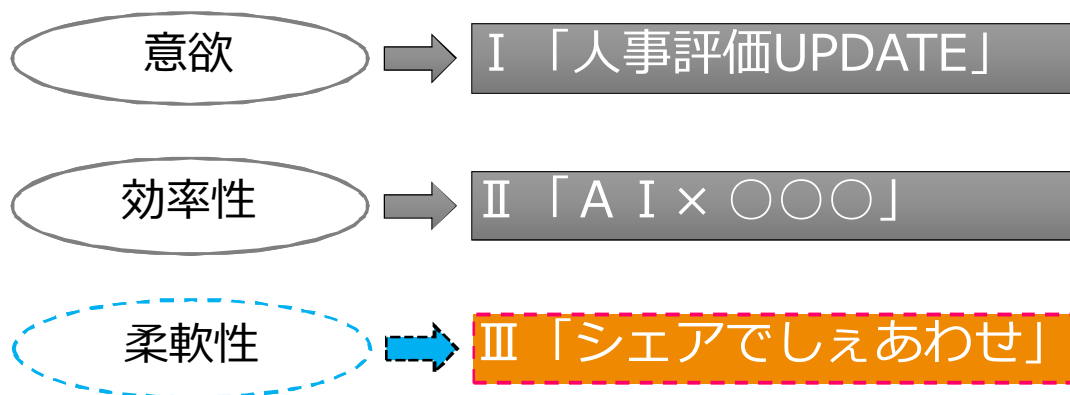 意欲
Ⅰ「人事評価UPDATE」
効率性
Ⅱ「ＡＩ×○○○」
柔軟性
Ⅲ「シェアでしぇあわせ」